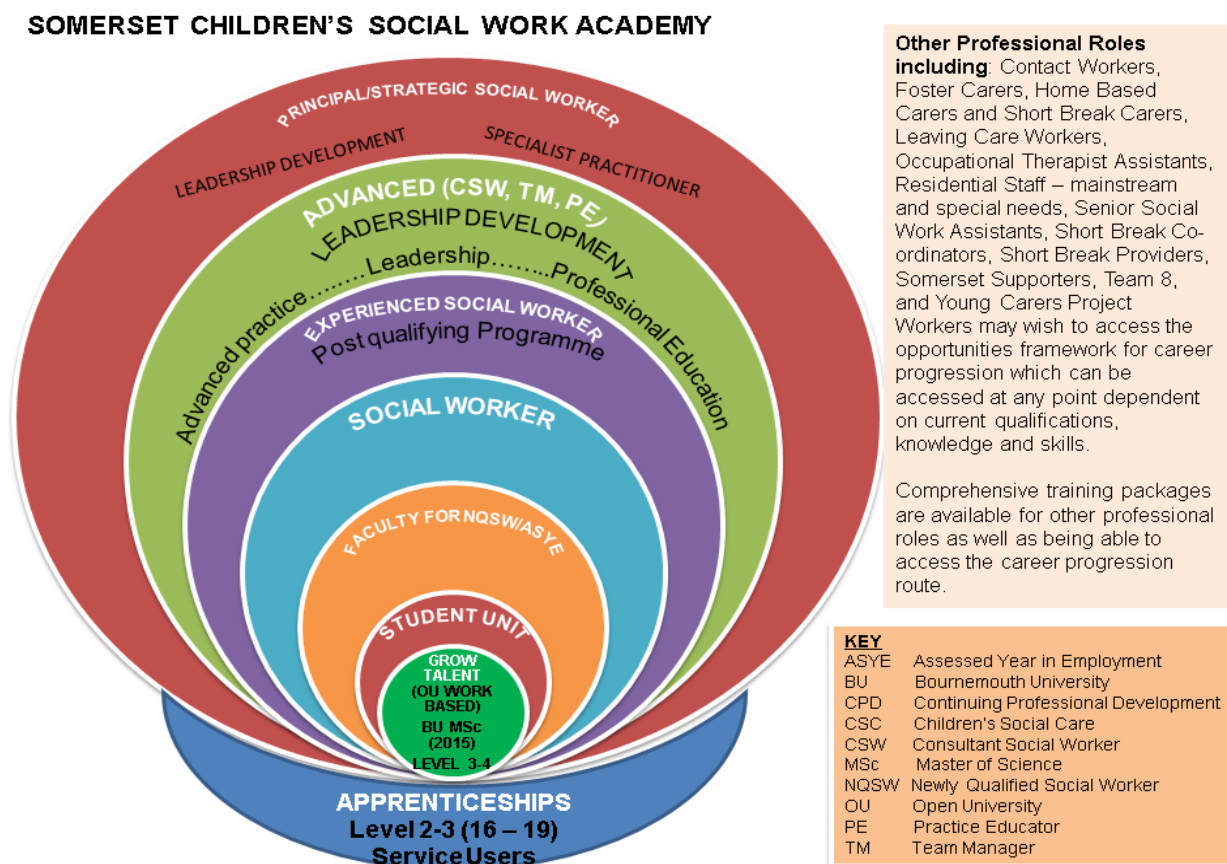 SOMERSET CHILDREN'S SOCIAL WORK ACADEMY
PRINCIPAL/STRATEGIC SOCIAL WORKER
LEADERSHIP DEVELOPMENT
SPECIALIST PRACTITIONER
ADVANCED (CSW, TM, PE)
LEADERSHIP DEVELOPMENT
Advanced practice......... Leadership........Professional Education
EXPERIENCED SOCIAL WORKER
Post qualifying Programme
SOCIAL WORKER
FACULTY FOR NQSW/ASYE
STUDENT UNIT
GROW
TALENT
(OU WORK
BASED)
BU MSc
(2015)
LEVEL 3-4
APPRENTICESHIPS
Level 2-3 (16 – 19)
Service Users
Other Professional Roles
including: Contact Workers,
Foster Carers, Home Based
Carers and Short Break Carers,
Leaving Care Workers,
Occupational Therapist Assistants,
Residential Staff – mainstream
and special needs, Senior Social
Work Assistants, Short Break Co-
ordinators, Short Break Providers,
Somerset Supporters, Team 8,
and Young Carers Project
Workers may wish to access the
opportunities framework for career
progression which can be
accessed at any point dependent
on current qualifications,
knowledge and skills.
Comprehensive training packages
are available for other professional
roles as well as being able to
access the career progression
route.
KEY
ASYE Assessed Year in Employment
BU Bournemouth University
CPD Continuing Professional Development
CSC Children's Social Care
CSW Consultant Social Worker
MSc Master of Science
NQSW Newly Qualified Social Worker
OU Open University
PE Practice Educator
TM Team Manager